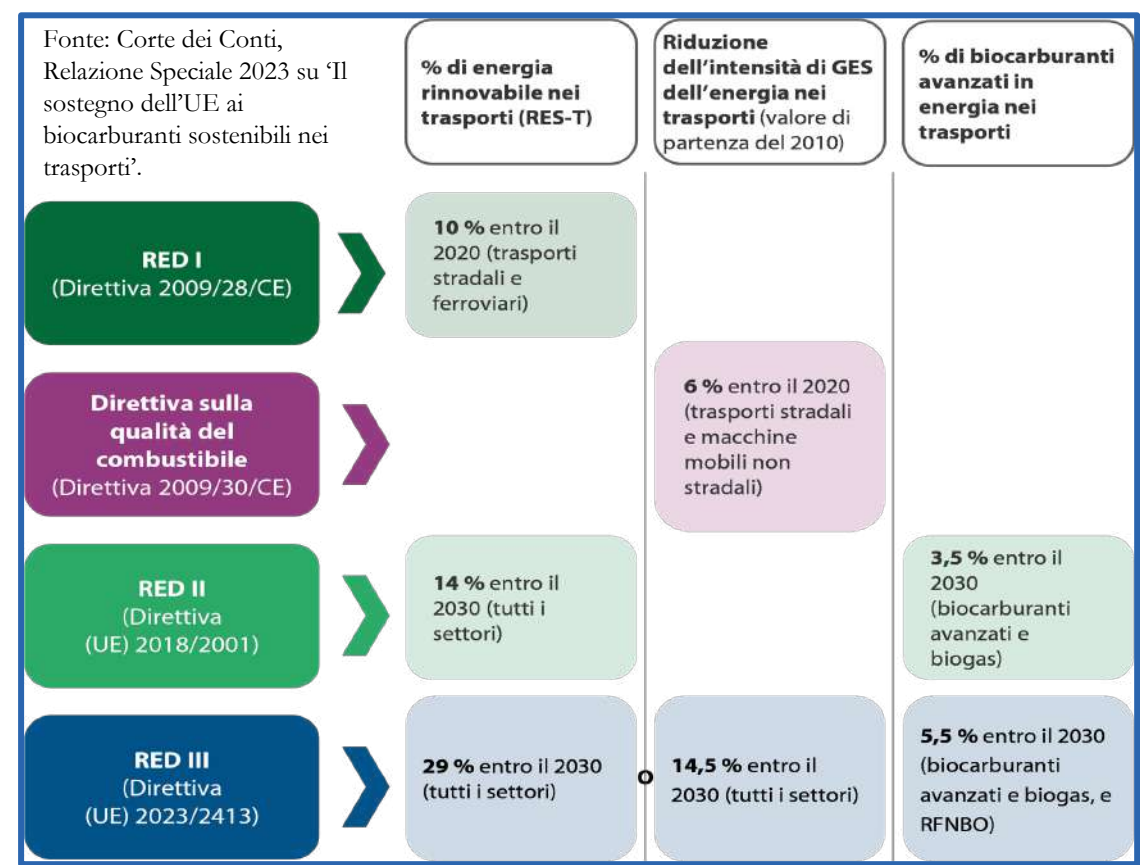 Fonte: Corte dei Conti,
Relazione Speciale 2023 su ‘Il
sostegno dell’UE ai
biocarburanti sostenibili nei
trasporti’.
% di energia
rinnovabile nei
trasporti (RES-T)
Riduzione
dell’intensità di GES
dell’energia nei
trasporti (valore di
partenza del 2010)
% di biocarburanti
avanzati in
energia nei
trasporti
RED I
(Direttiva 2009/28/CE)
10 % entro il
2020 (trasporti
stradali e
ferroviari)
Direttiva sulla
qualità del
combustibile
(Direttiva 2009/30/CE)
6 % entro il 2020
(trasporti stradali
e macchine
mobili non
stradali)
RED II
(Direttiva
(UE) 2018/2001)
14 % entro il
2030 (tutti i
settori)
3,5 % entro il
2030
(biocarburanti
avanzati e
biogas)
RED III
(Direttiva
(UE) 2023/2413)
29 % entro il 2030
(tutti i settori)
o
14,5 % entro il
2030 (tutti i settori)
5,5 % entro il 2030
(biocarburanti
avanzati e biogas, e
RFNBO)